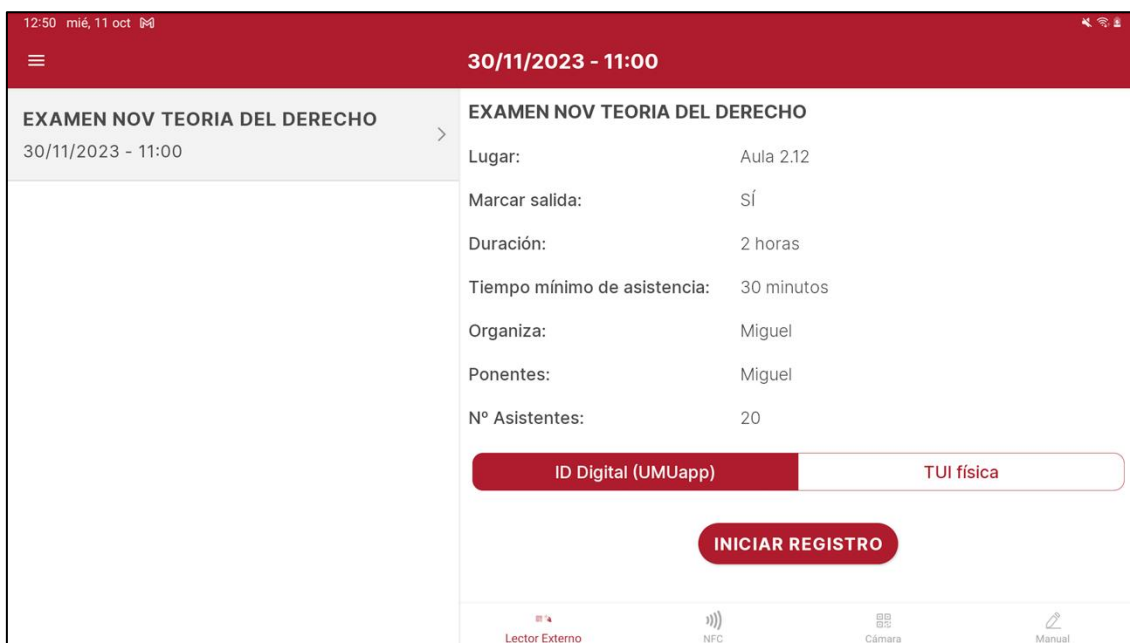 12:50 mié, 11 oct
30/11/2023 - 11:00
EXAMEN NOV TEORIA DEL DERECHO
30/11/2023 - 11:00
EXAMEN NOV TEORIA DEL DERECHO
Lugar: Aula 2.12
Marcar salida: SÍ
Duración: 2 horas
Tiempo mínimo de asistencia: 30 minutos
Organiza: Miguel
Ponentes: Miguel
Nº Asistentes: 20
ID Digital (UMUapp) TUI física
INICIAR REGISTRO
Lector Externo NFC Cámara Manual